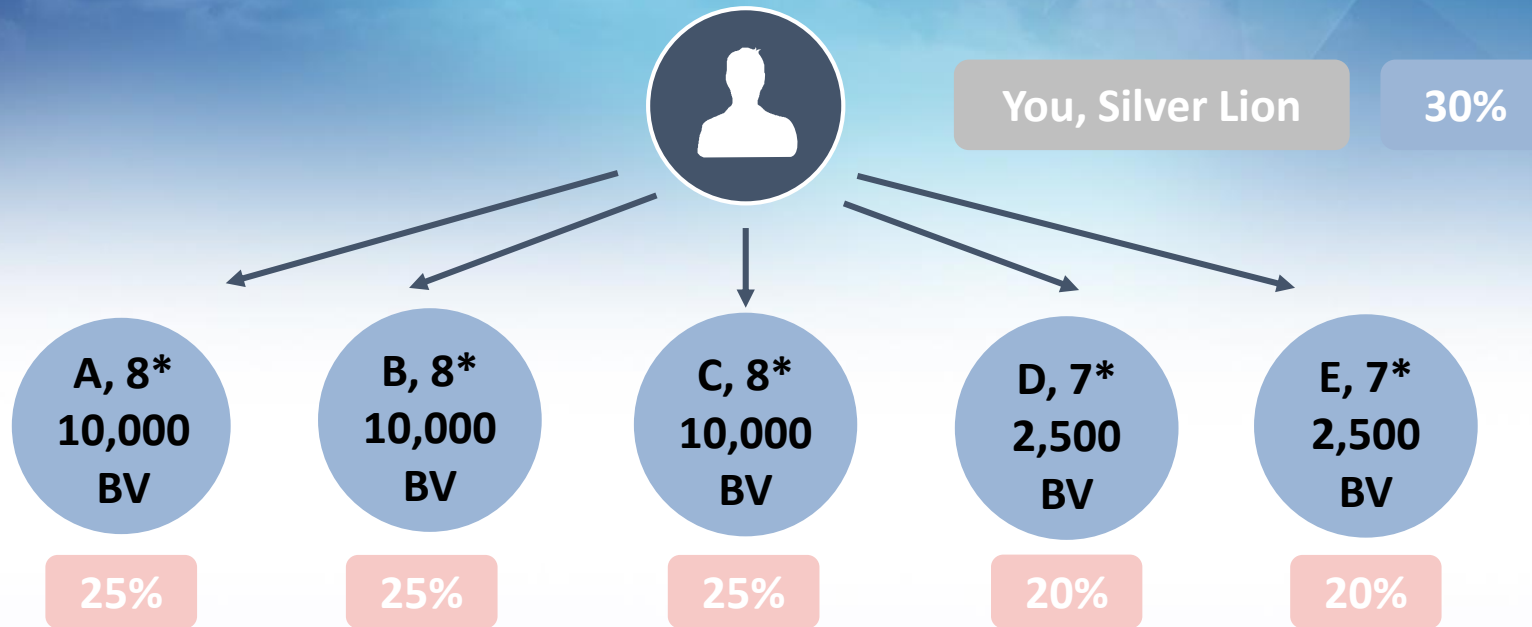 You, Silver Lion
30%
A, 8*
10,000
BV
B, 8*
10,000
BV
C, 8*
10,000
BV
D, 7*
2,500
BV
E, 7*
2,500
BV
25%
25%
25%
20%
20%